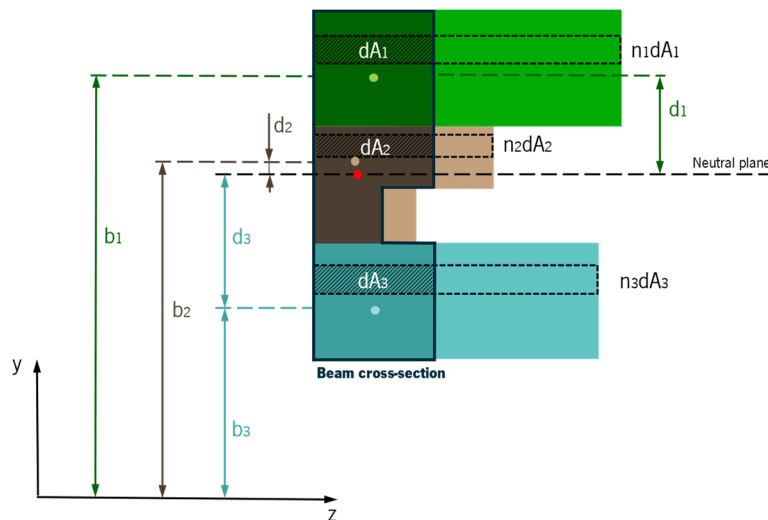 dA1
n1dA1
d2
d1
dA2
n2dA2
Neutral plane
b1
d3
dA3
n3dA3
b2
y
Beam cross-section
b3
z